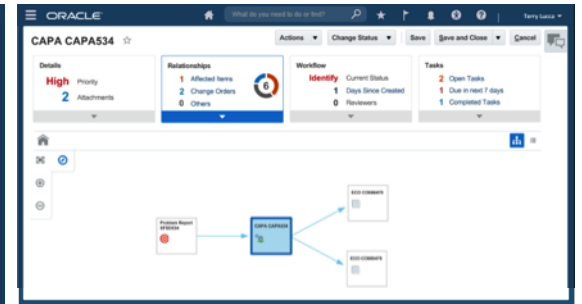 ORACLE
What do you need to do or find?
Terry Lucca
CAPA CAPA534
Actions Change Status Save Save and Close Cancel
Details
High Priority
2 Attachments
Relationships
1 Affected Items
2 Change Orders
0 Others
6
Workflow
Identify Current Status
1 Days Since Created
0 Reviewers
Tasks
2 Open Tasks
1 Due in next 7 days
1 Completed Tasks
Problem Report
CAPA CAPA534